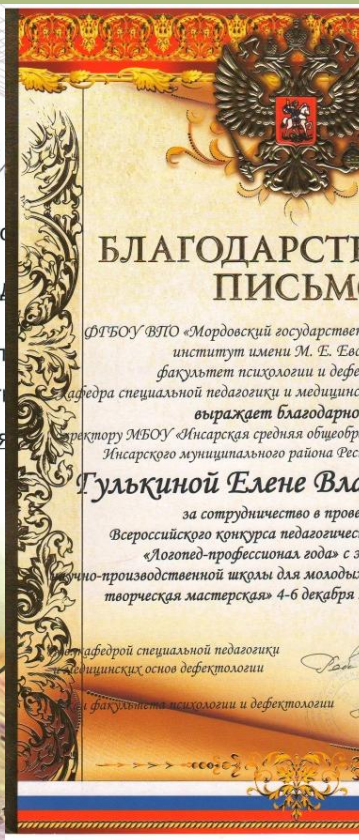 БЛАГОДАРСТ
ПИСЬМ
ФГБОУ ВПО «Мордовский государствен
институт имени М. Е. Евс
факультет психологии и дефе
кафедра специальной педагогики и медицинс
выражает благодарно
директору МБОУ «Инсарская средняя общеобр
Инсарского муниципального района Рес
Гулькиной Елене Вла
за сотрудничество в прове
Всероссийского конкурса педагогичес
«Логопед-профессионал года» с э
научно-производственной школы для молодых
творческая мастерская» 4-6 декабря
кафедрой специальной педагогики
и медицинских основ дефектологии
факультета психологии и дефектологии